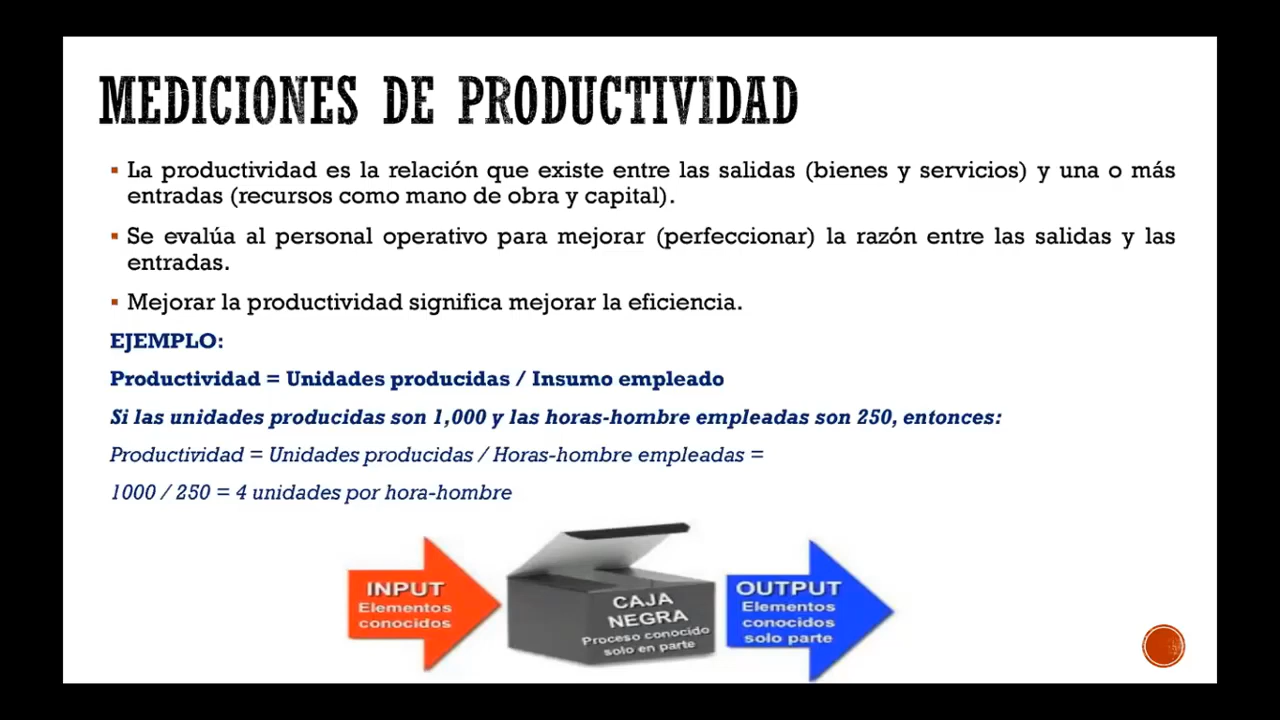 MEDICIONES DE PRODUCTIVIDAD
▪ La productividad es la relación que existe entre las salidas (bienes y servicios) y una o más
entradas (recursos como mano de obra y capital).
▪ Se evalúa al personal operativo para mejorar (perfeccionar) la razón entre las salidas y las
entradas.
▪ Mejorar la productividad significa mejorar la eficiencia.
EJEMPLO:
Productividad = Unidades producidas / Insumo empleado
Si las unidades producidas son 1,000 y las horas-hombre empleadas son 250, entonces:
Productividad = Unidades producidas / Horas-hombre empleadas =
1000 / 250 = 4 unidades por hora-hombre
INPUT
Elementos
conocidos
CAJA
NEGRA
Proceso conocido
solo en parte
OUTPUT
Elementos
conocidos
solo parte